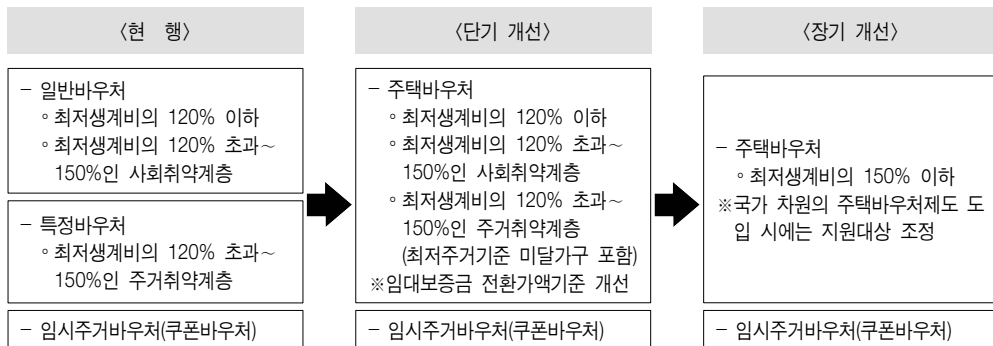 〈현 행〉
- 일반바우처
◦최저생계비의 120% 이하
◦최저생계비의 120% 초과~
150%인 사회취약계층
- 특정바우처
◦최저생계비의 120% 초과~
150%인 주거취약계층
- 임시주거바우처(쿠폰바우처)
〈단기 개선〉
- 주택바우처
◦최저생계비의 120% 이하
◦최저생계비의 120% 초과~
150%인 사회취약계층
◦최저생계비의 120% 초과~
150%인 주거취약계층
(최저주거기준 미달가구 포함)
※임대보증금 전환가액기준 개선
- 임시주거바우처(쿠폰바우처)
〈장기 개선〉
- 주택바우처
◦최저생계비의 150% 이하
※국가 차원의 주택바우처제도 도
입 시에는 지원대상 조정
- 임시주거바우처(쿠폰바우처)